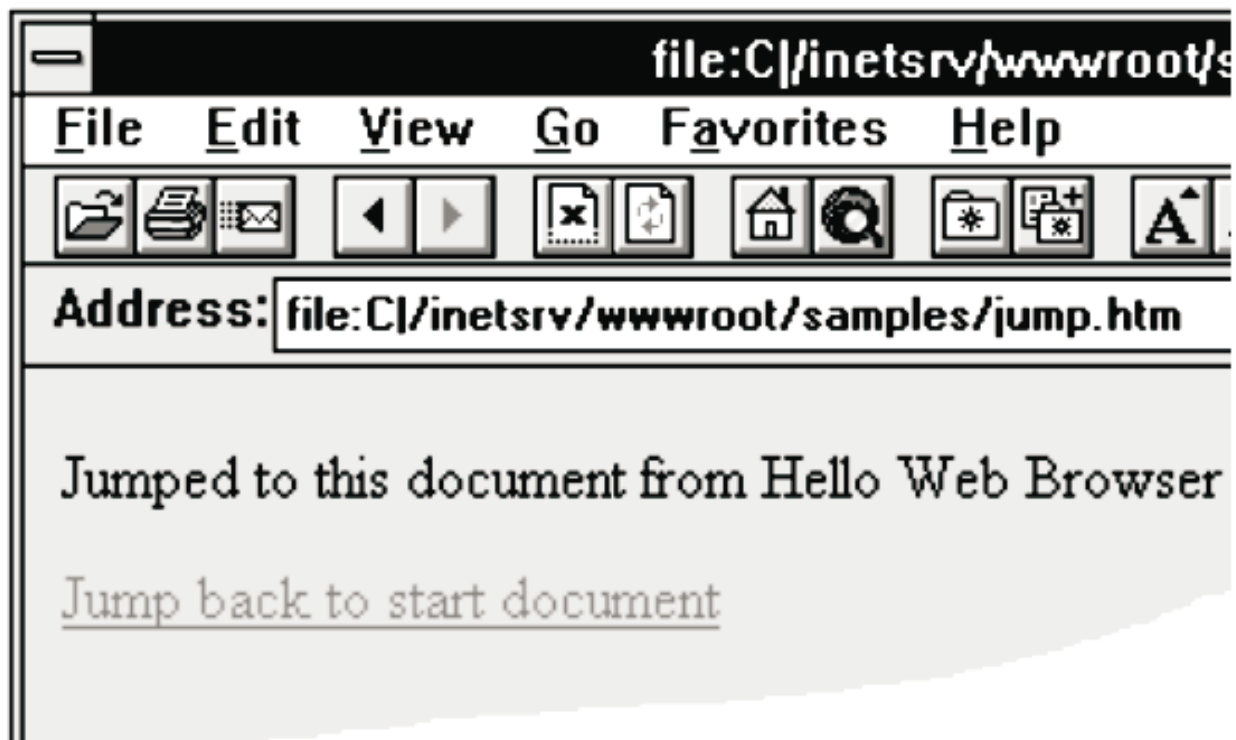 file:C|/inetsrv/wwwroot/s
File Edit View Go Favorites Help
A
Address: file:C|/inetsrv/wwwroot/samples/jump.htm
Jumped to this document from Hello Web Browser
Jump back to start document